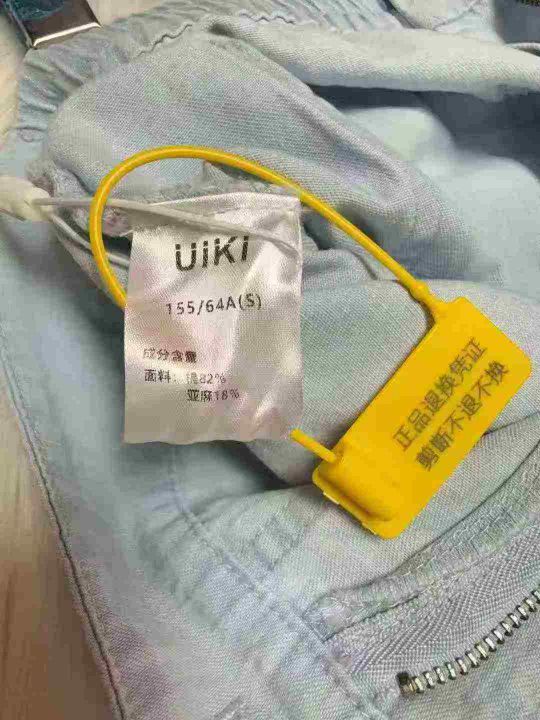 UiKi
155/64A(S)
成分含量
面料: 棉82%
亚麻18%
正品退换凭证
剪断不退不换